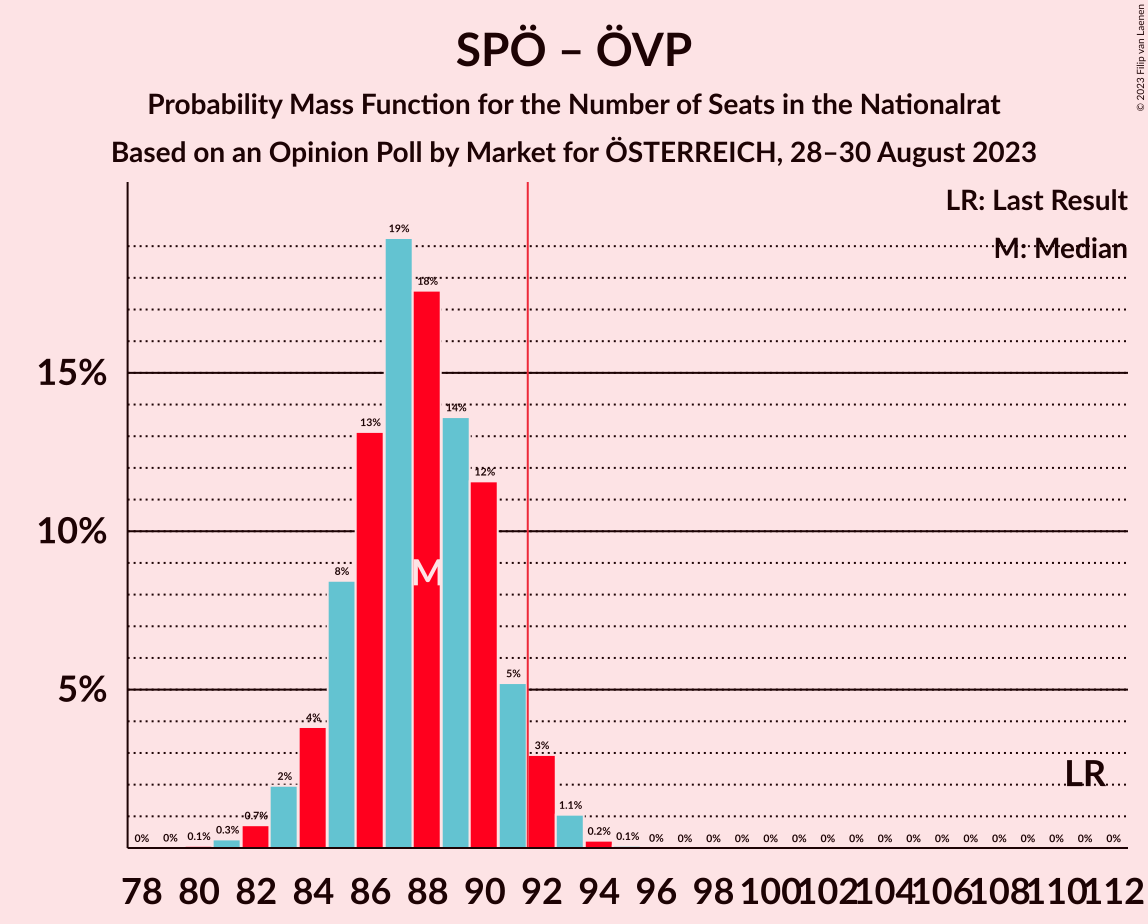 SPÖ – ÖVP
Probability Mass Function for the Number of Seats in the Nationalrat
Based on an Opinion Poll by Market for ÖSTERREICH, 28–30 August 2023
© 2023 Filip van Laenen
LR: Last Result
M: Median
15%
10%
5%
0% 0% 0.1% 0.3% 0.7% 2% 4% 8% 13% 19% 18% 14% 12% 5% 3% 1.1% 0.2% 0.1% 0% 0% 0% 0% 0% 0% 0% 0% 0% 0% 0% 0% 0% 0% 0% 0% 0%
M
LR
78 80 82 84 86 88 90 92 94 96 98 100 102 104 106 108 110 112